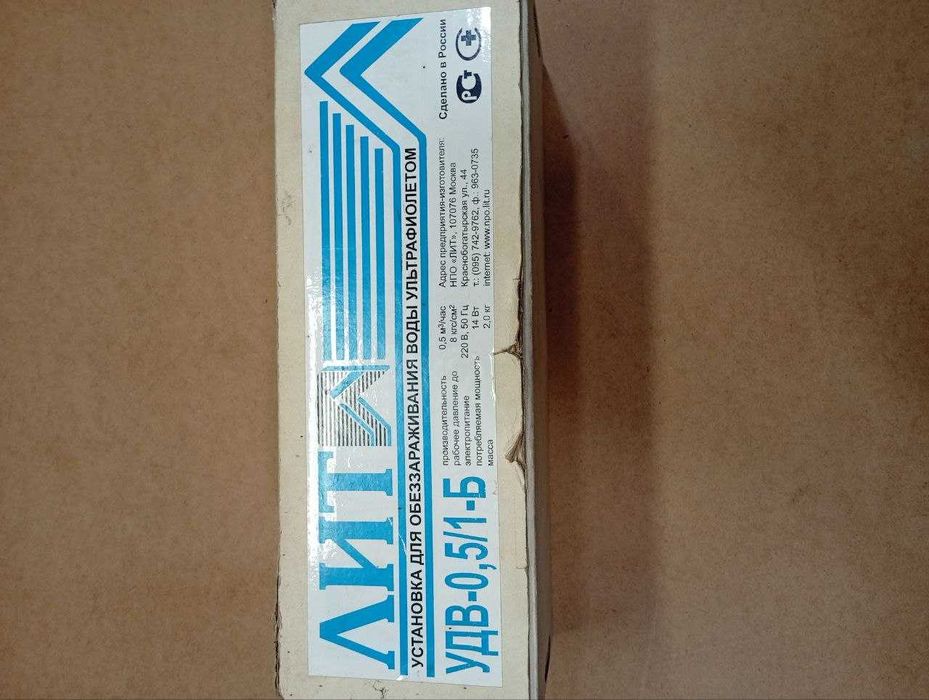 ЛИТ
УСТАНОВКА ДЛЯ ОБЕЗЗАРАЖИВАНИЯ ВОДЫ УЛЬТРАФИОЛЕТОМ
УДВ-0,5/1-Б
производительность 0,5 м³/час
рабочее давление до 8 кгс/см²
электропитание 220 В, 50 Гц
потребляемая мощность 14 Вт
масса 2,0 кг
Адрес предприятия-изготовителя:
НПО «ЛИТ», 107076 Москва
Краснобогатырская ул., 44
т.: (095) 742-9762, ф.: 963-0735
internet: www.npo.lit.ru
Сделано в России
РСТ